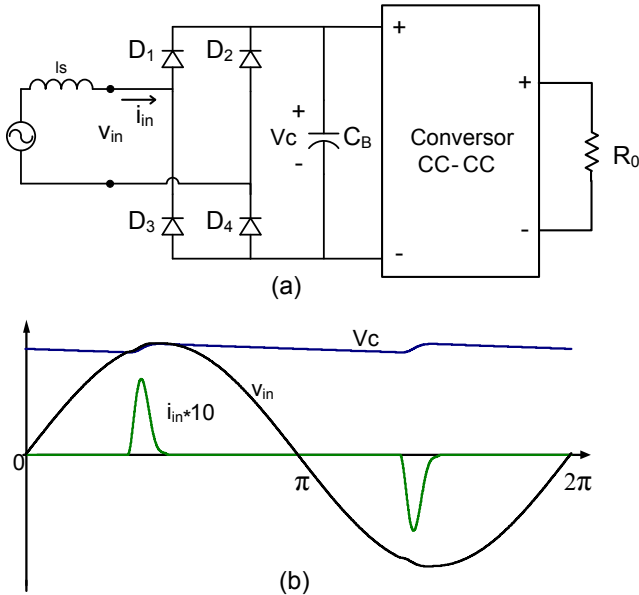 D1
D2
ls
iin
vin
+
Vc
-
CB
+
Conversor
CC-CC
-
+
-
R0
D3
D4
(a)
Vc
vin
iin*10
0
π
2π
(b)